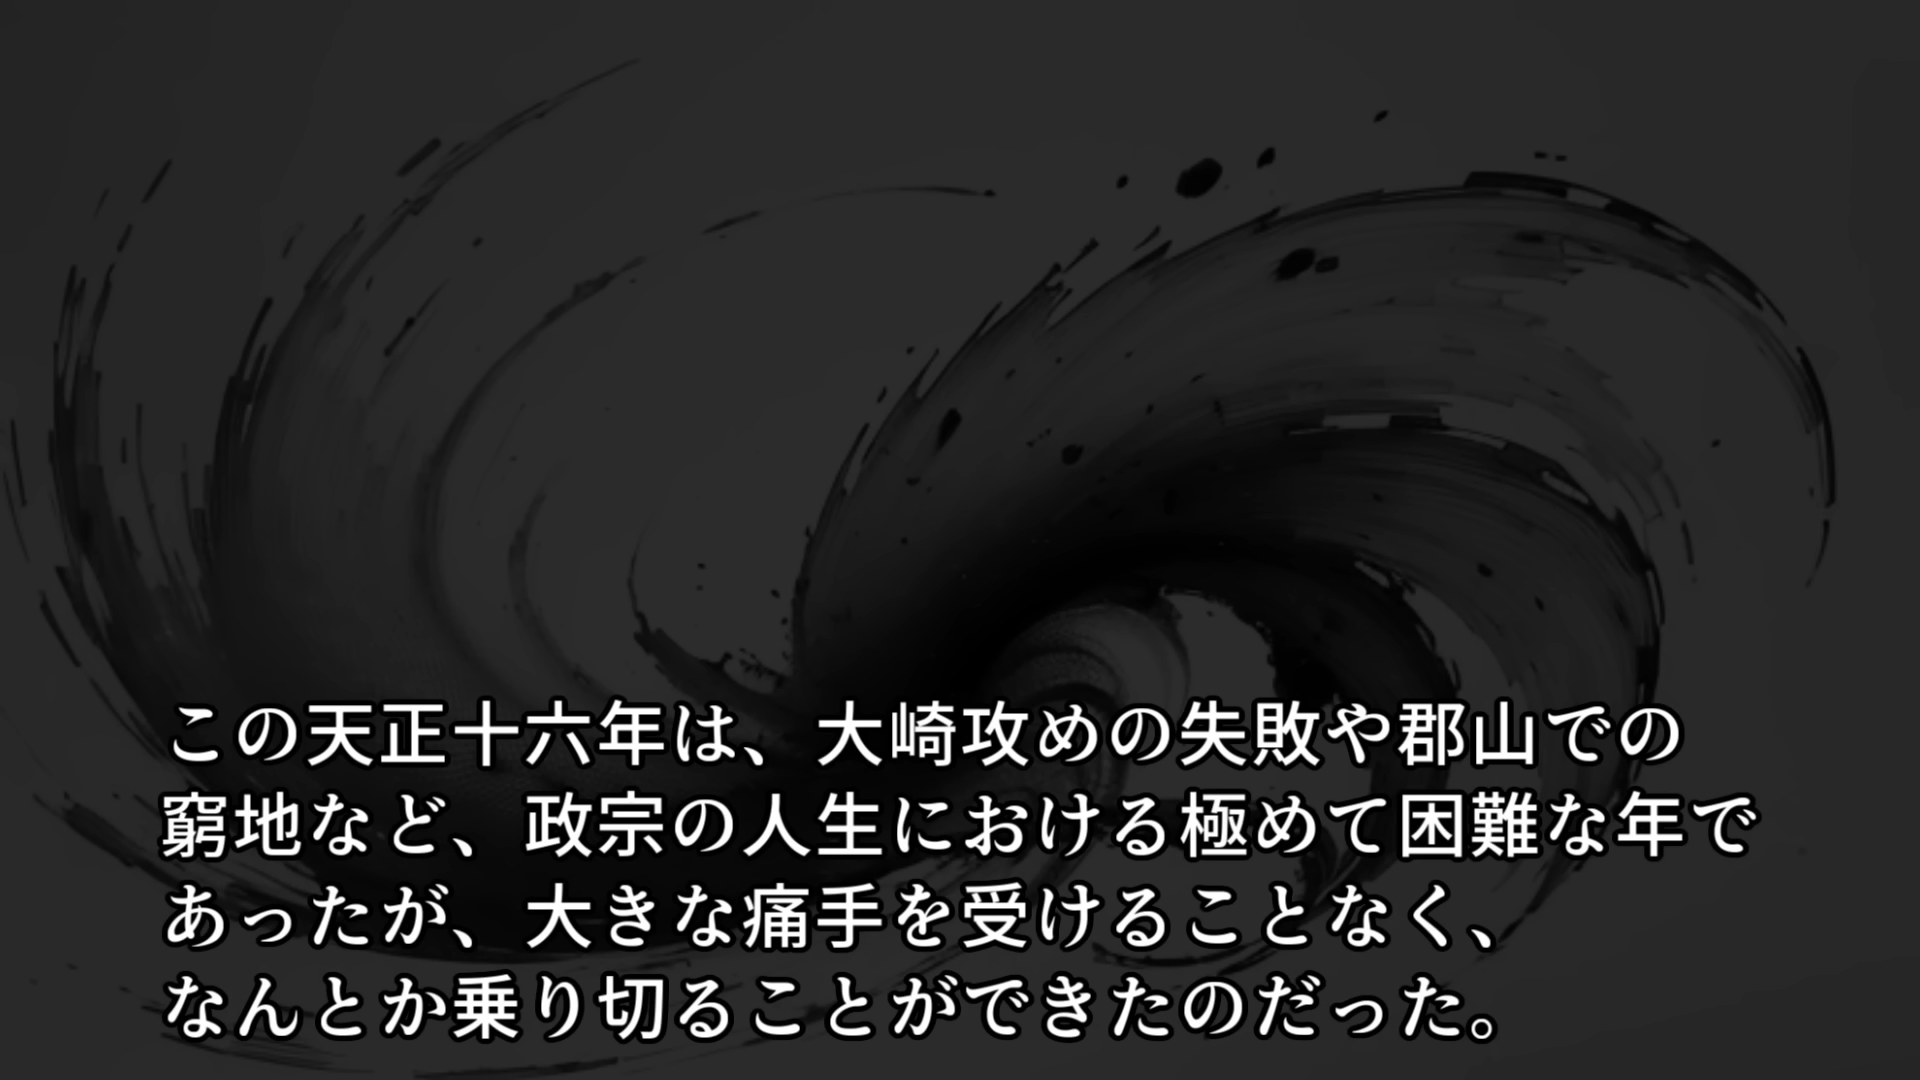 この天正十六年は、大崎攻めの失敗や郡山での
窮地など、政宗の人生における極めて困難な年で
あったが、大きな痛手を受けることなく、
なんとか乗り切ることができたのだった。